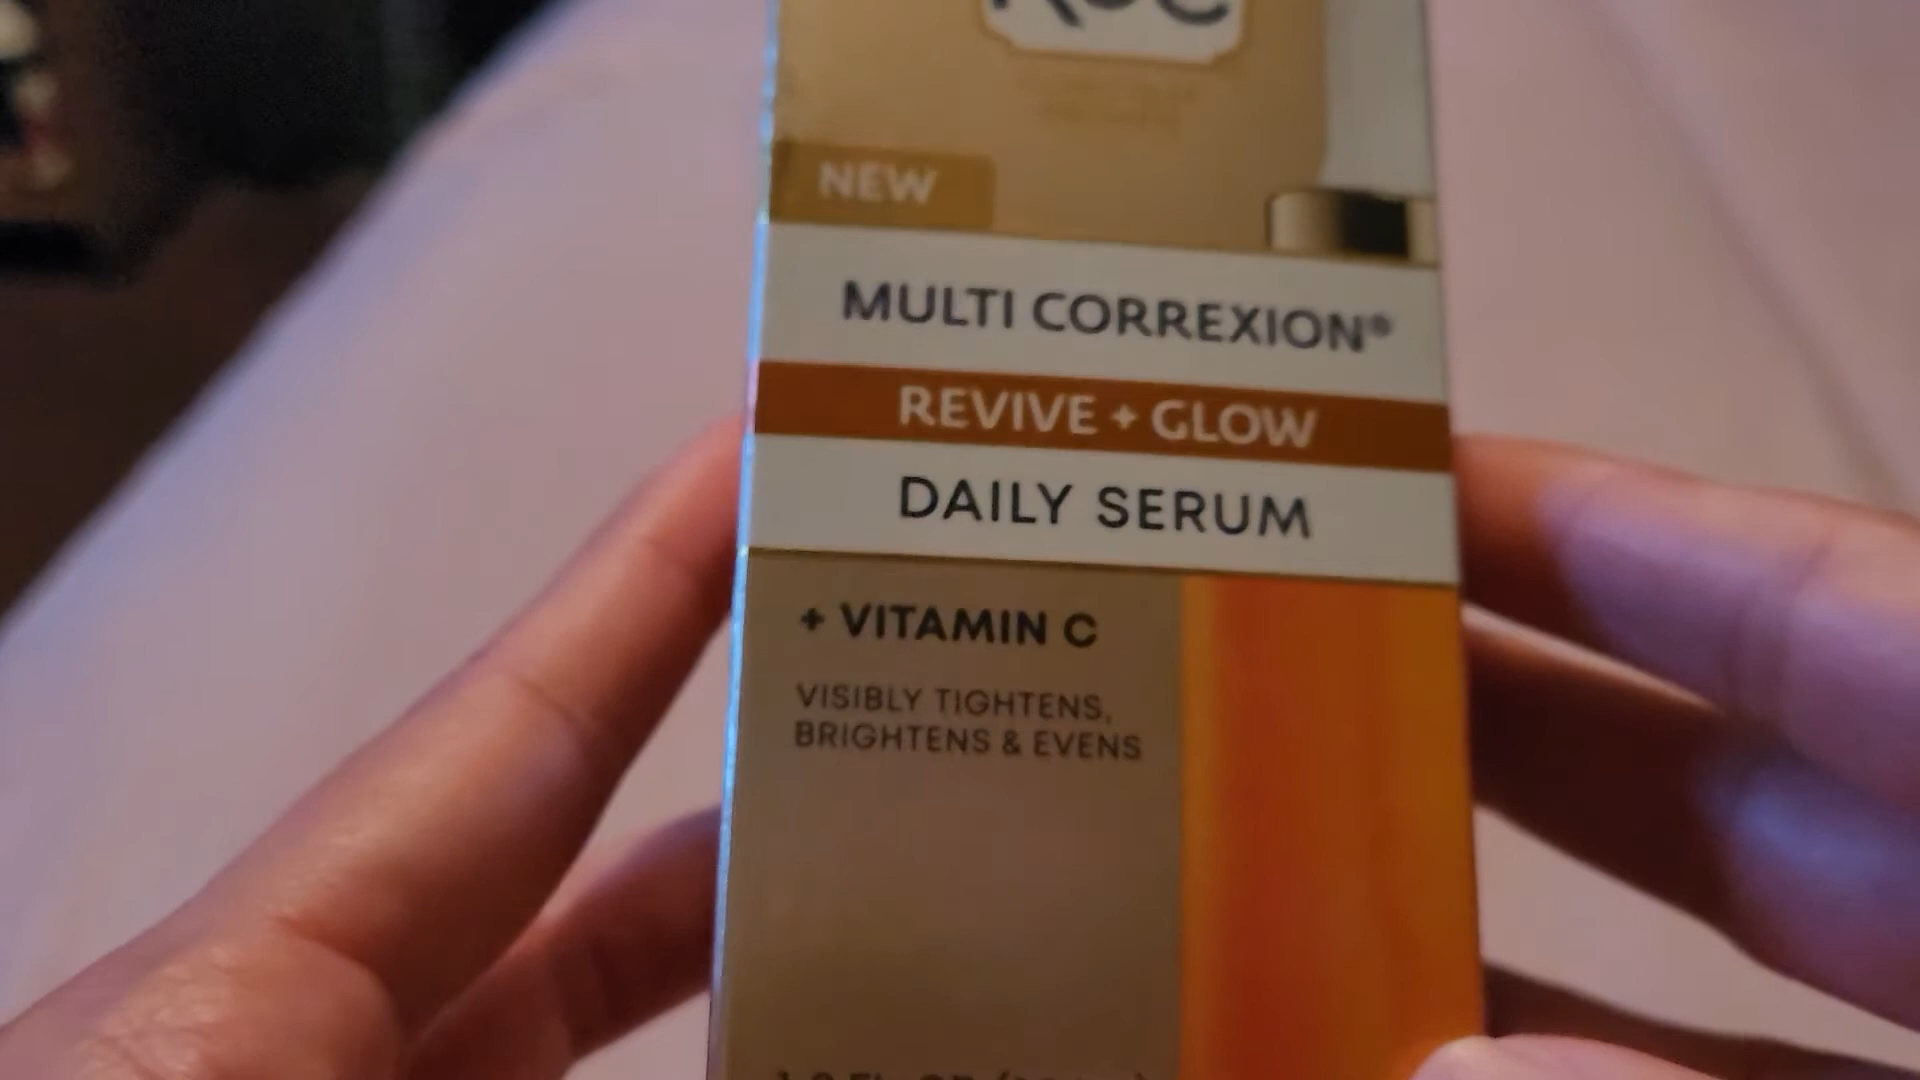 NEW
MULTI CORREXION®
REVIVE + GLOW
DAILY SERUM
+ VITAMIN C
VISIBLY TIGHTENS,
BRIGHTENS & EVENS